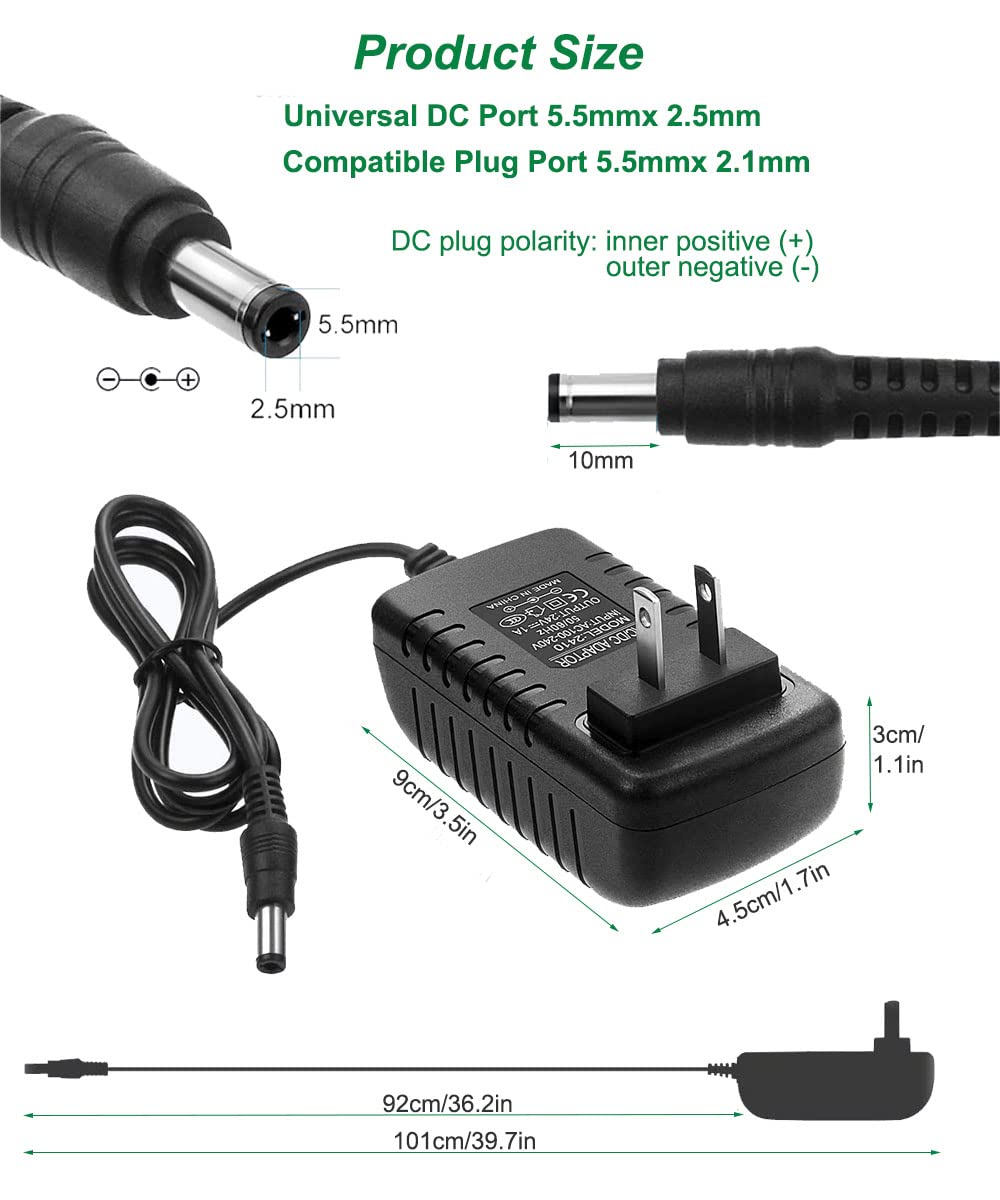 Product Size
Universal DC Port 5.5mmx 2.5mm
Compatible Plug Port 5.5mmx 2.1mm
DC plug polarity: inner positive (+)
outer negative (-)
5.5mm
2.5mm
10mm
AC/DC ADAPTOR
MODEL:2410
INPUT:AC100-240V
50/60HZ
OUTPUT:24V⎓1A
CE
MADE IN CHINA
3cm/
1.1in
9cm/3.5in
4.5cm/1.7in
92cm/36.2in
101cm/39.7in